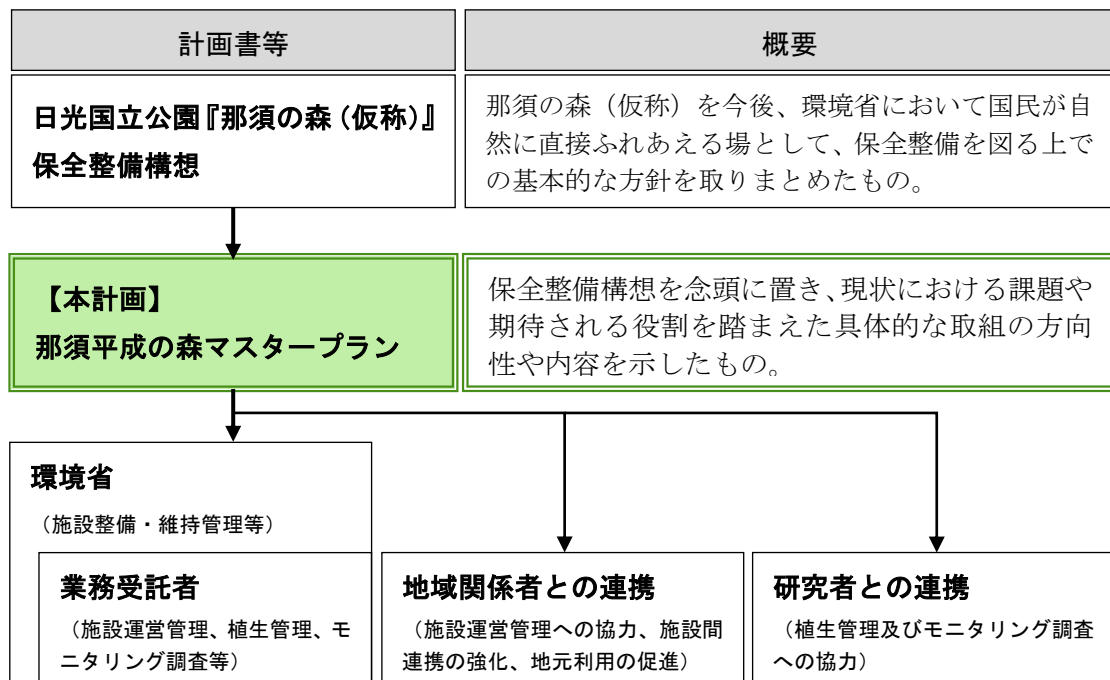 計画書等
概要
日光国立公園『那須の森（仮称）』
保全整備構想
那須の森（仮称）を今後、環境省において国民が自
然に直接ふれあえる場として、保全整備を図る上で
の基本的な方針を取りまとめたもの。
【本計画】
那須平成の森マスタープラン
保全整備構想を念頭に置き、現状における課題や
期待される役割を踏まえた具体的な取組の方向
性や内容を示したもの。
環境省
（施設整備・維持管理等）
業務受託者
（施設運営管理、植生管理、モ
ニタリング調査等）
地域関係者との連携
（施設運営管理への協力、施設間
連携の強化、地元利用の促進）
研究者との連携
（植生管理及びモニタリング調査
への協力）